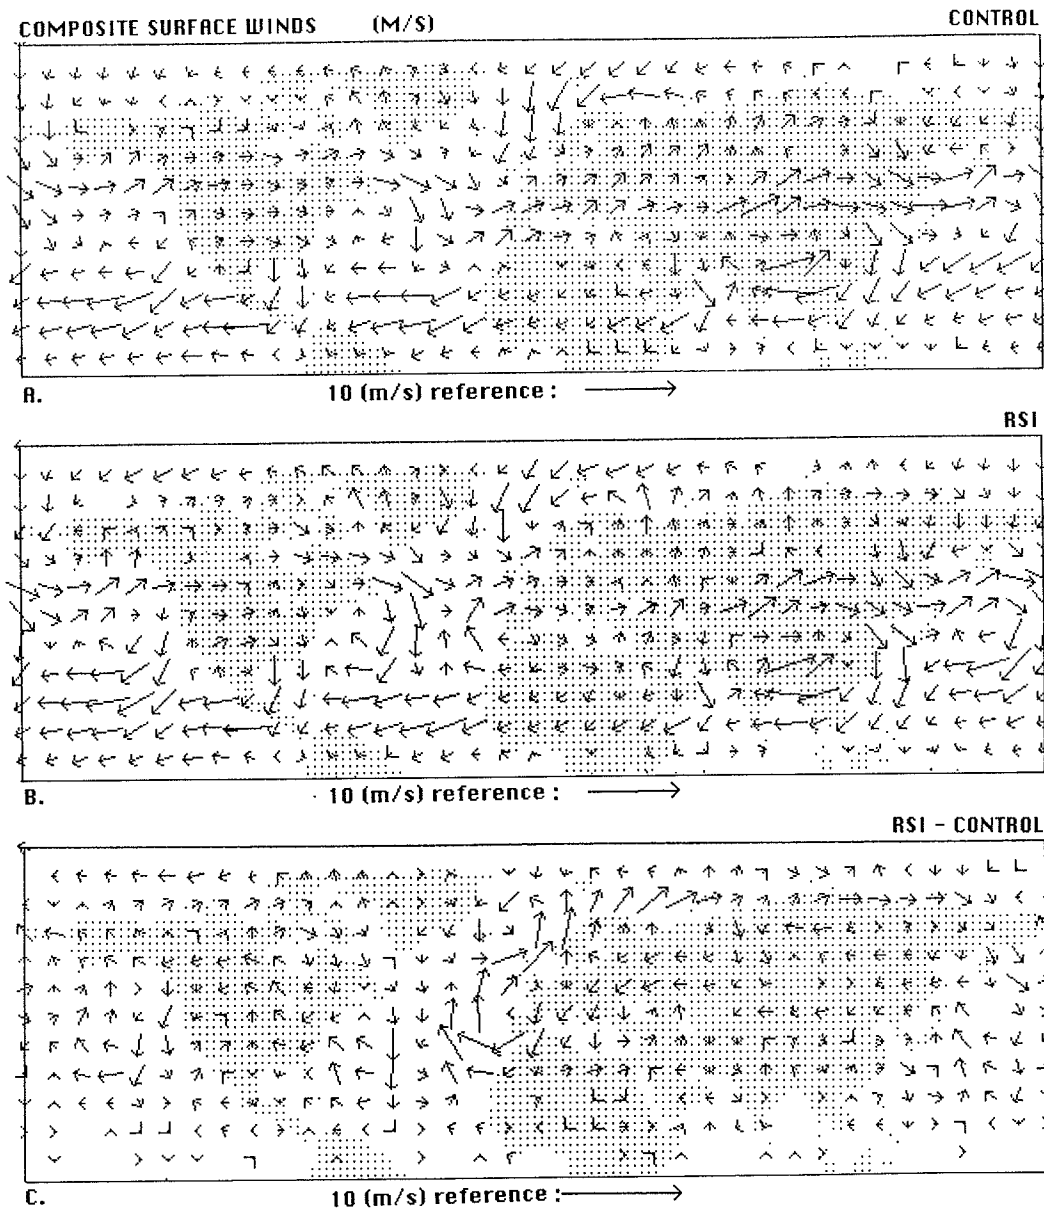 COMPOSITE SURFACE WINDS (M/S) CONTROL
A. 10 (m/s) reference :
RSI
B. 10 (m/s) reference :
RSI - CONTROL
C. 10 (m/s) reference :